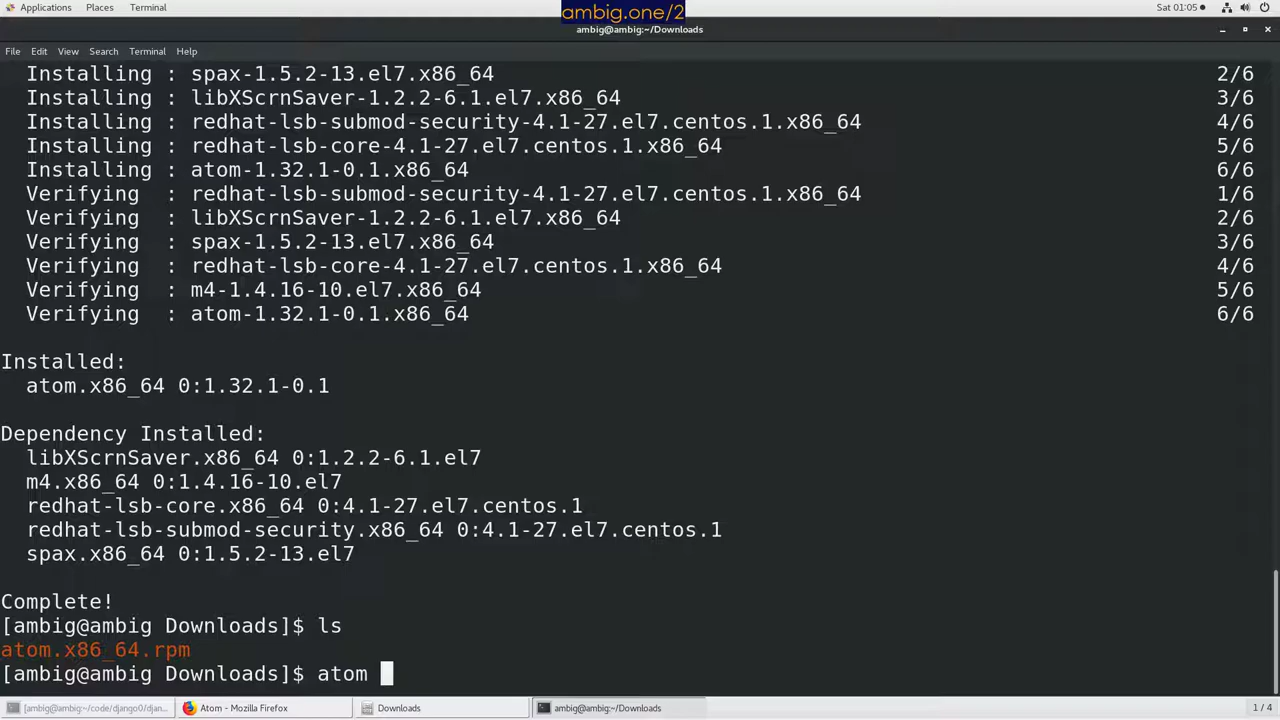 Applications Places Terminal Sat 01:05
ambig.one/2
ambig@ambig:~/Downloads
File Edit View Search Terminal Help
Installing : spax-1.5.2-13.el7.x86_64 2/6
Installing : libXScrnSaver-1.2.2-6.1.el7.x86_64 3/6
Installing : redhat-lsb-submod-security-4.1-27.el7.centos.1.x86_64 4/6
Installing : redhat-lsb-core-4.1-27.el7.centos.1.x86_64 5/6
Installing : atom-1.32.1-0.1.x86_64 6/6
Verifying : redhat-lsb-submod-security-4.1-27.el7.centos.1.x86_64 1/6
Verifying : libXScrnSaver-1.2.2-6.1.el7.x86_64 2/6
Verifying : spax-1.5.2-13.el7.x86_64 3/6
Verifying : redhat-lsb-core-4.1-27.el7.centos.1.x86_64 4/6
Verifying : m4-1.4.16-10.el7.x86_64 5/6
Verifying : atom-1.32.1-0.1.x86_64 6/6
Installed:
atom.x86_64 0:1.32.1-0.1
Dependency Installed:
libXScrnSaver.x86_64 0:1.2.2-6.1.el7
m4.x86_64 0:1.4.16-10.el7
redhat-lsb-core.x86_64 0:4.1-27.el7.centos.1
redhat-lsb-submod-security.x86_64 0:4.1-27.el7.centos.1
spax.x86_64 0:1.5.2-13.el7
Complete!
[ambig@ambig Downloads]$ ls
atom.x86_64.rpm
[ambig@ambig Downloads]$ atom
[ambig@ambig:~/code/django0/djan... Atom - Mozilla Firefox Downloads ambig@ambig:~/Downloads 1 / 4